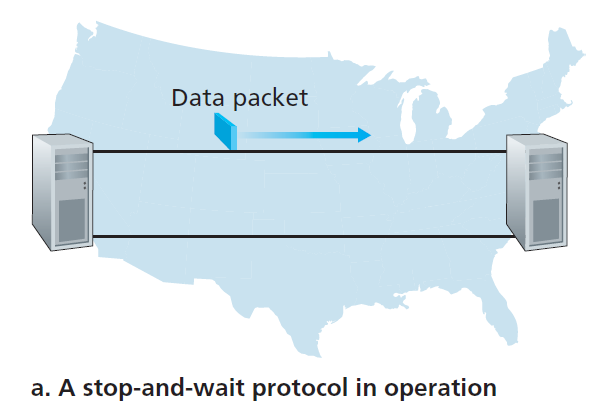 Data packet
a. A stop-and-wait protocol in operation